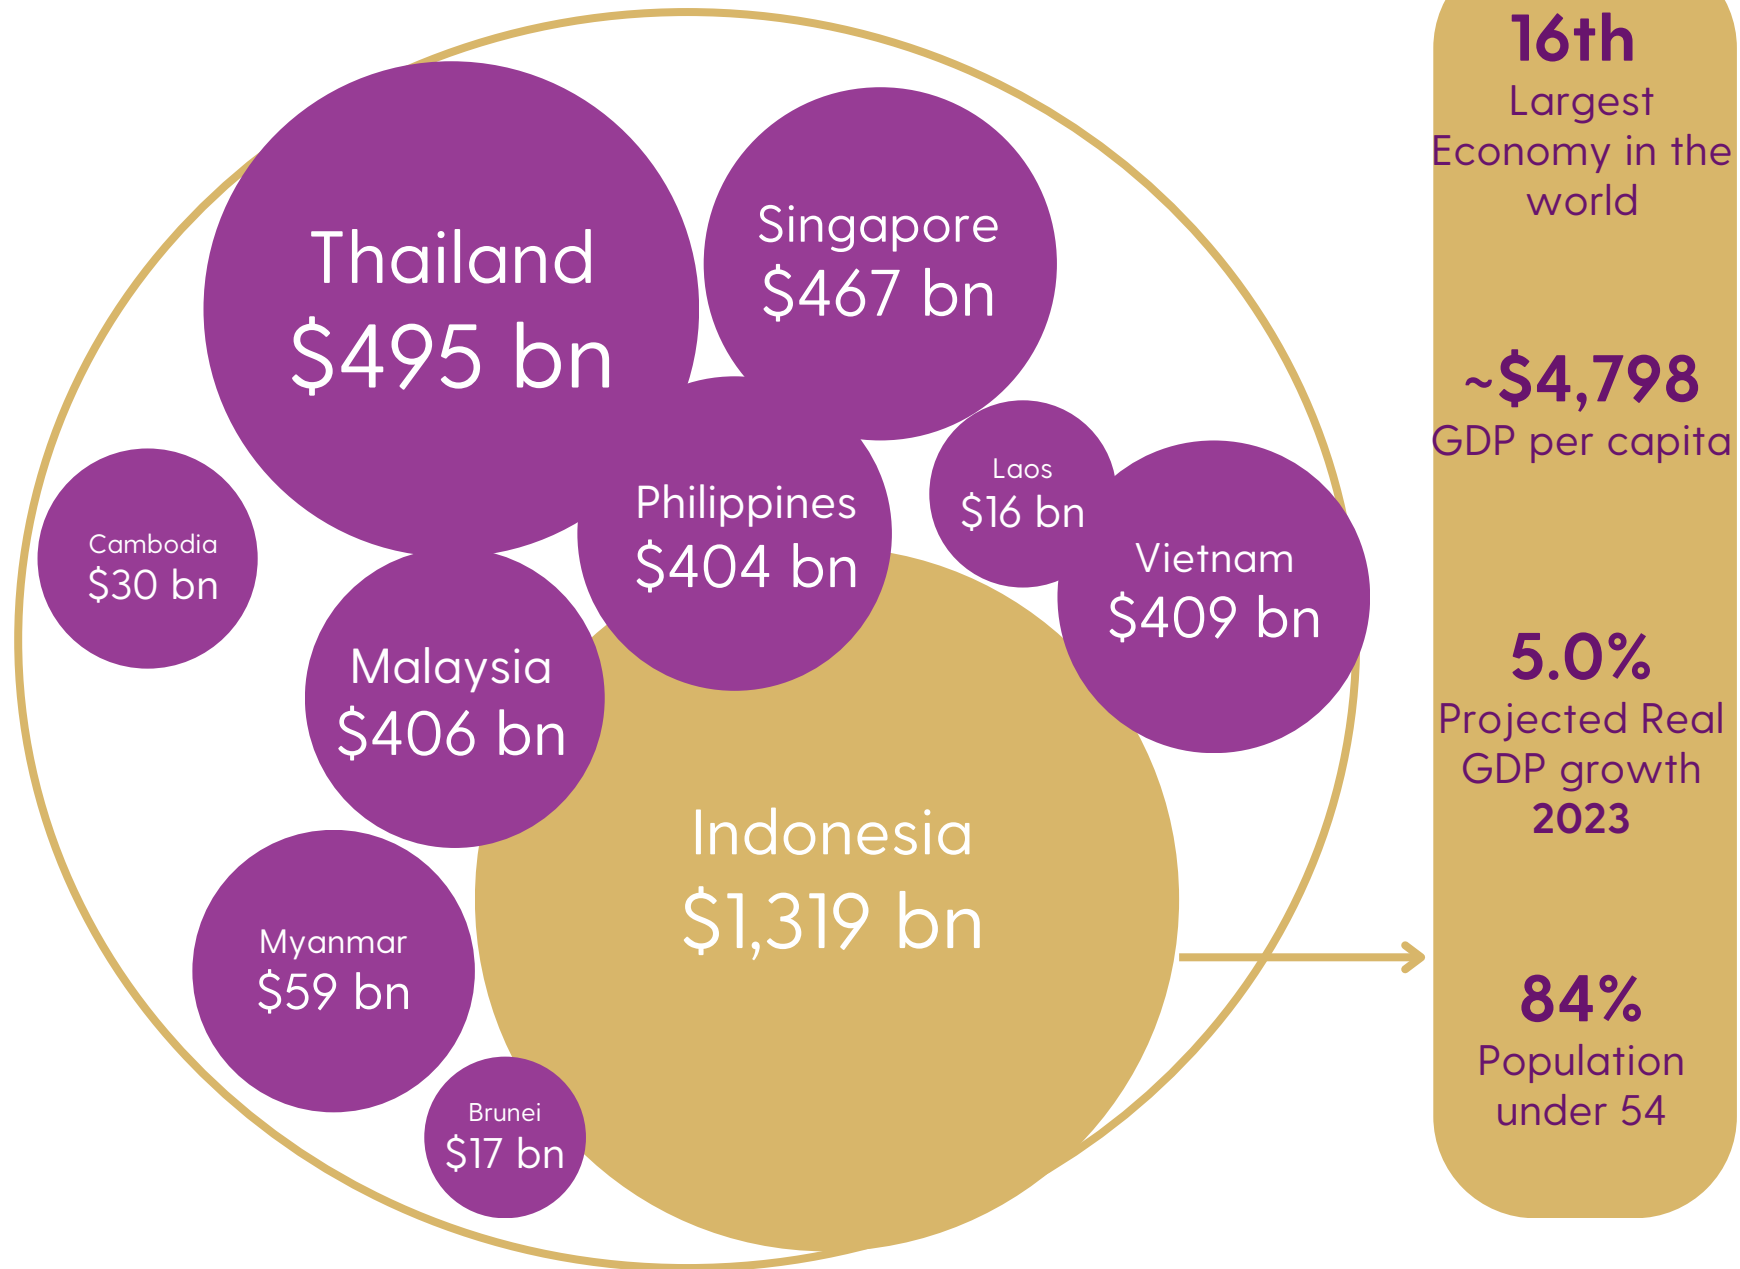 Thailand
$495 bn
Singapore
$467 bn
Philippines
$404 bn
Laos
$16 bn
Vietnam
$409 bn
Cambodia
$30 bn
Malaysia
$406 bn
Indonesia
$1,319 bn
Myanmar
$59 bn
Brunei
$17 bn
16th
Largest
Economy in the
world
~$4,798
GDP per capita
5.0%
Projected Real
GDP growth
2023
84%
Population
under 54